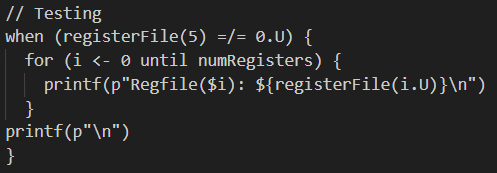 // Testing
when (registerFile(5) =/= 0.U) {
  for (i <- 0 until numRegisters) {
    printf(p"Regfile($i): ${registerFile(i.U)}\n")
  }
printf(p"\n")
}